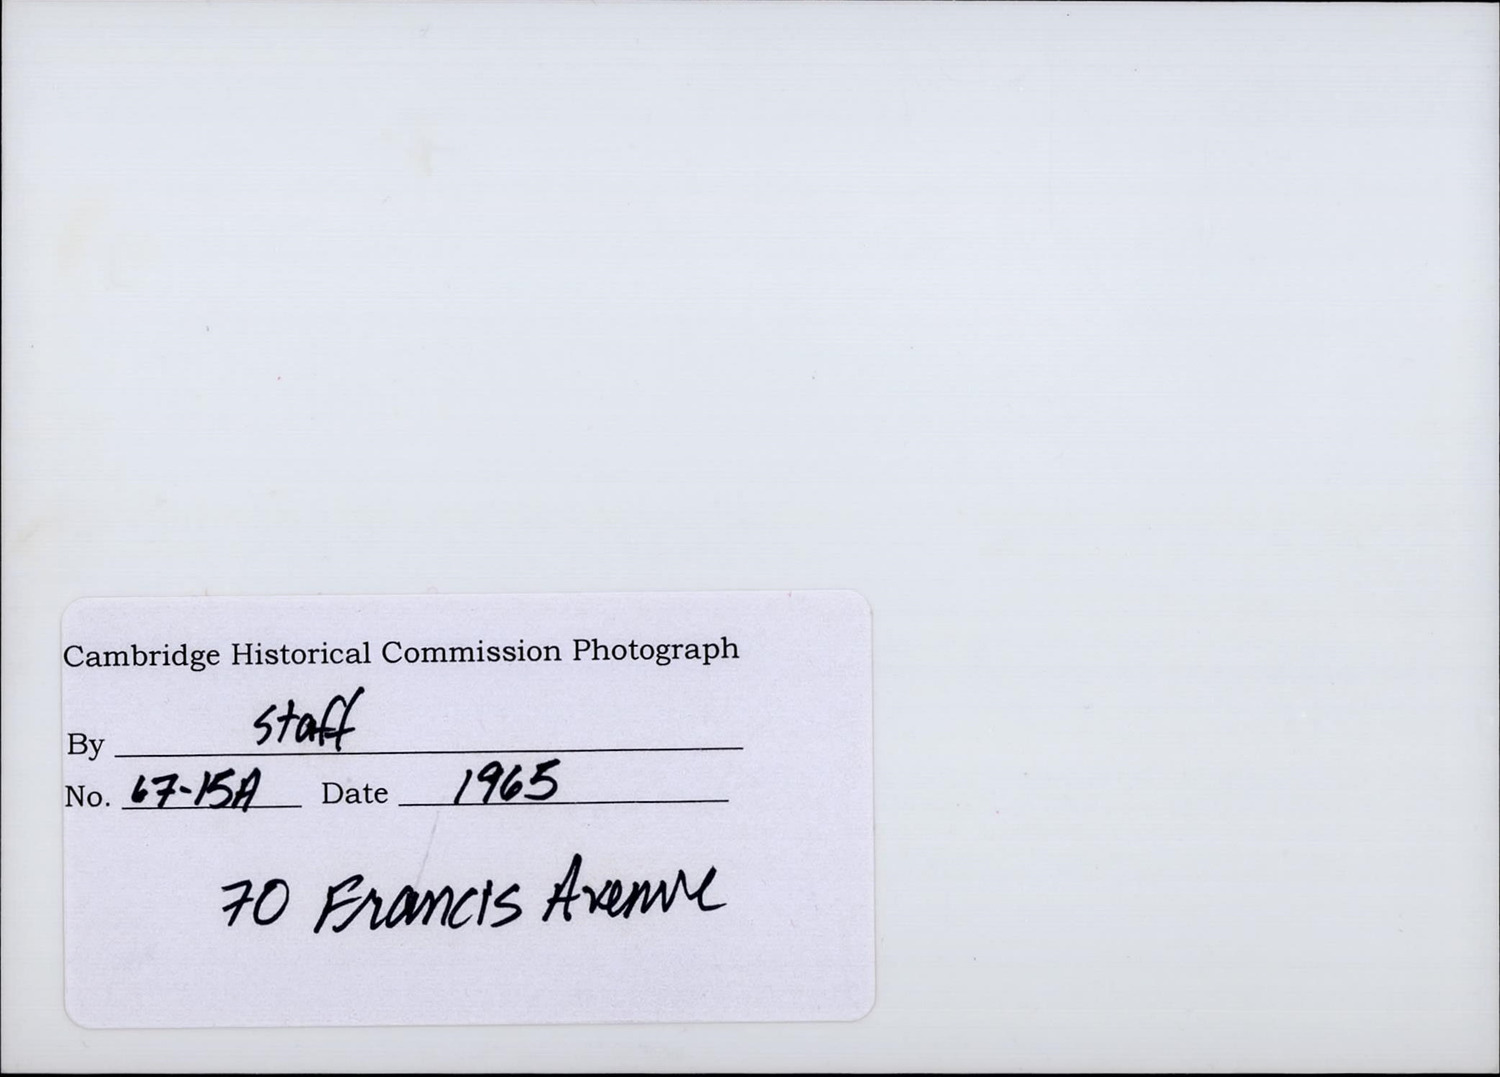 Cambridge Historical Commission Photograph
By staff
No. 67-15A Date 1965
70 Francis Avenue